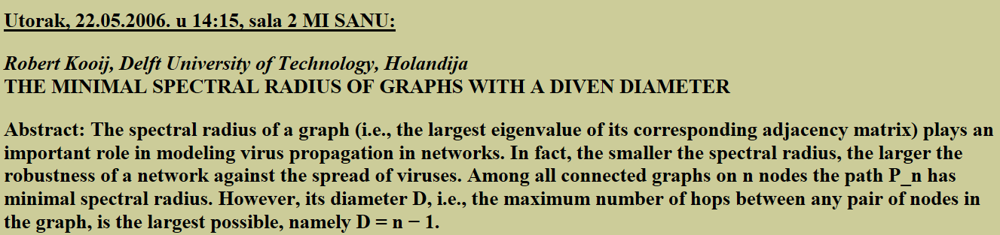 Utorak, 22.05.2006. u 14:15, sala 2 MI SANU:
Robert Kooij, Delft University of Technology, Holandija
THE MINIMAL SPECTRAL RADIUS OF GRAPHS WITH A DIVEN DIAMETER
Abstract: The spectral radius of a graph (i.e., the largest eigenvalue of its corresponding adjacency matrix) plays an
important role in modeling virus propagation in networks. In fact, the smaller the spectral radius, the larger the
robustness of a network against the spread of viruses. Among all connected graphs on n nodes the path P_n has
minimal spectral radius. However, its diameter D, i.e., the maximum number of hops between any pair of nodes in
the graph, is the largest possible, namely D = n − 1.